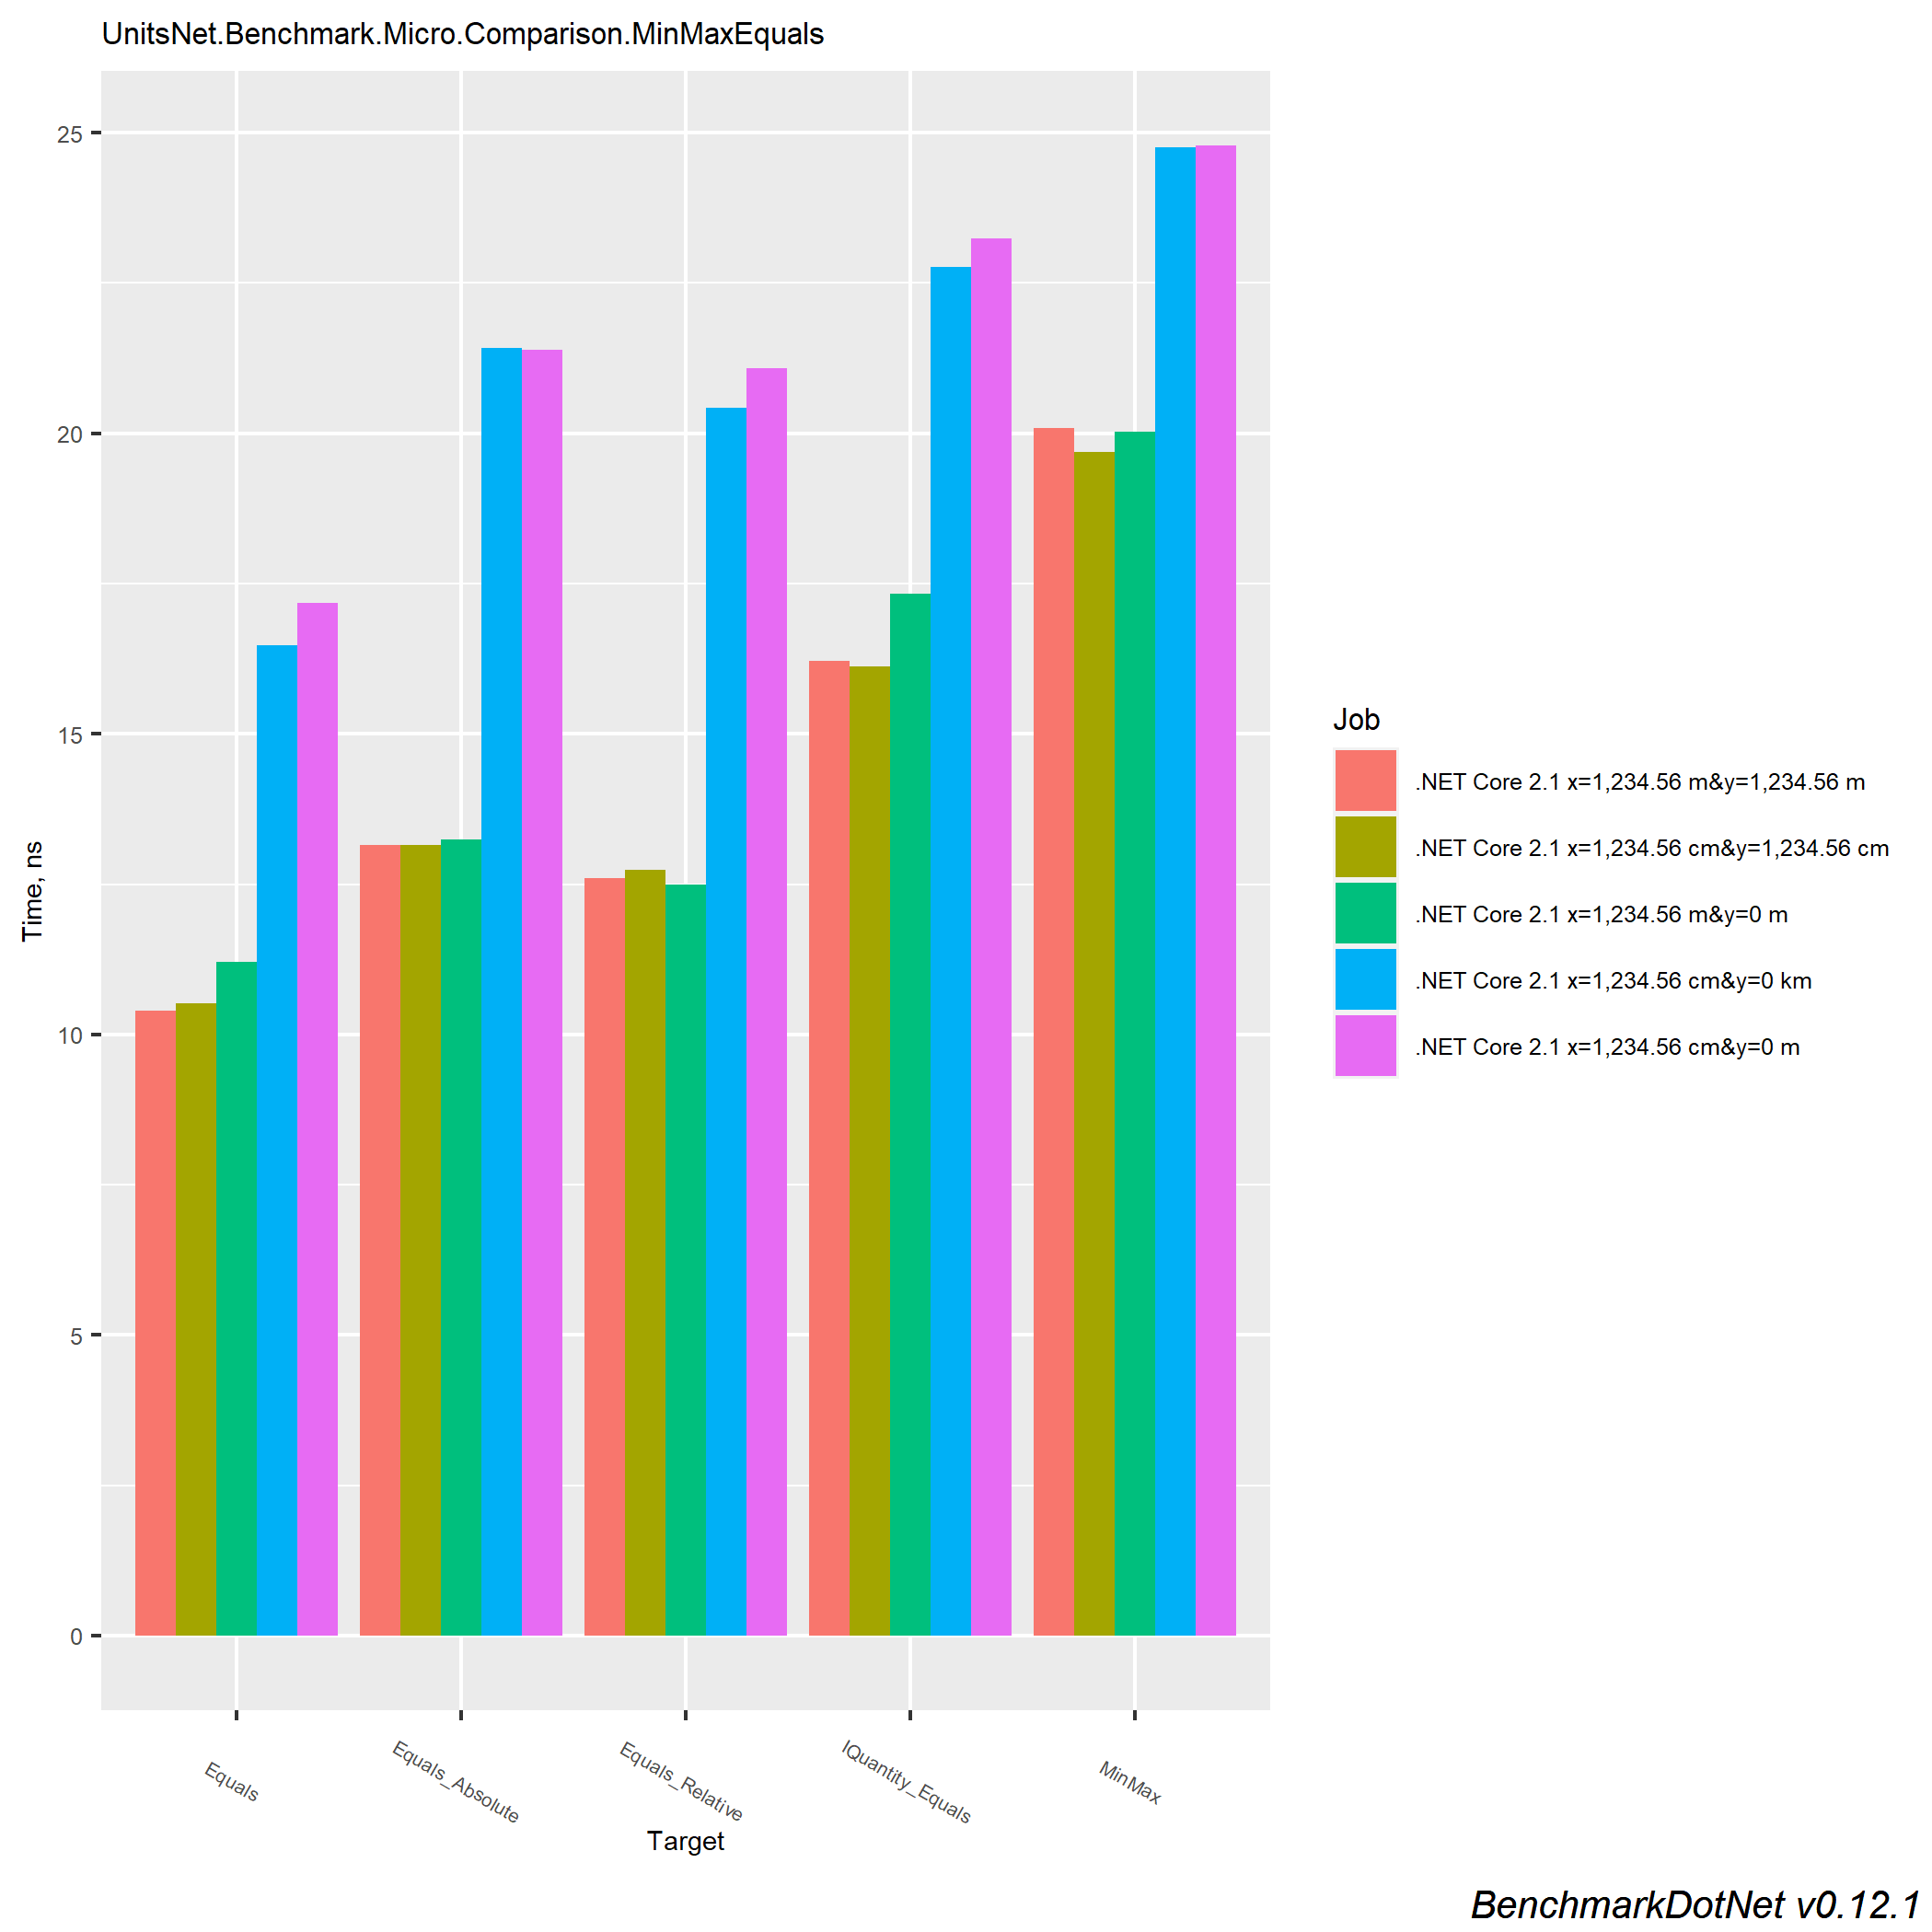 UnitsNet.Benchmark.Micro.Comparison.MinMaxEquals
25
20
15
10
5
0
Time, ns
Equals
Equals_Absolute
Equals_Relative
IQuantity_Equals
MinMax
Target
Job
.NET Core 2.1 x=1,234.56 m&y=1,234.56 m
.NET Core 2.1 x=1,234.56 cm&y=1,234.56 cm
.NET Core 2.1 x=1,234.56 m&y=0 m
.NET Core 2.1 x=1,234.56 cm&y=0 km
.NET Core 2.1 x=1,234.56 cm&y=0 m
BenchmarkDotNet v0.12.1